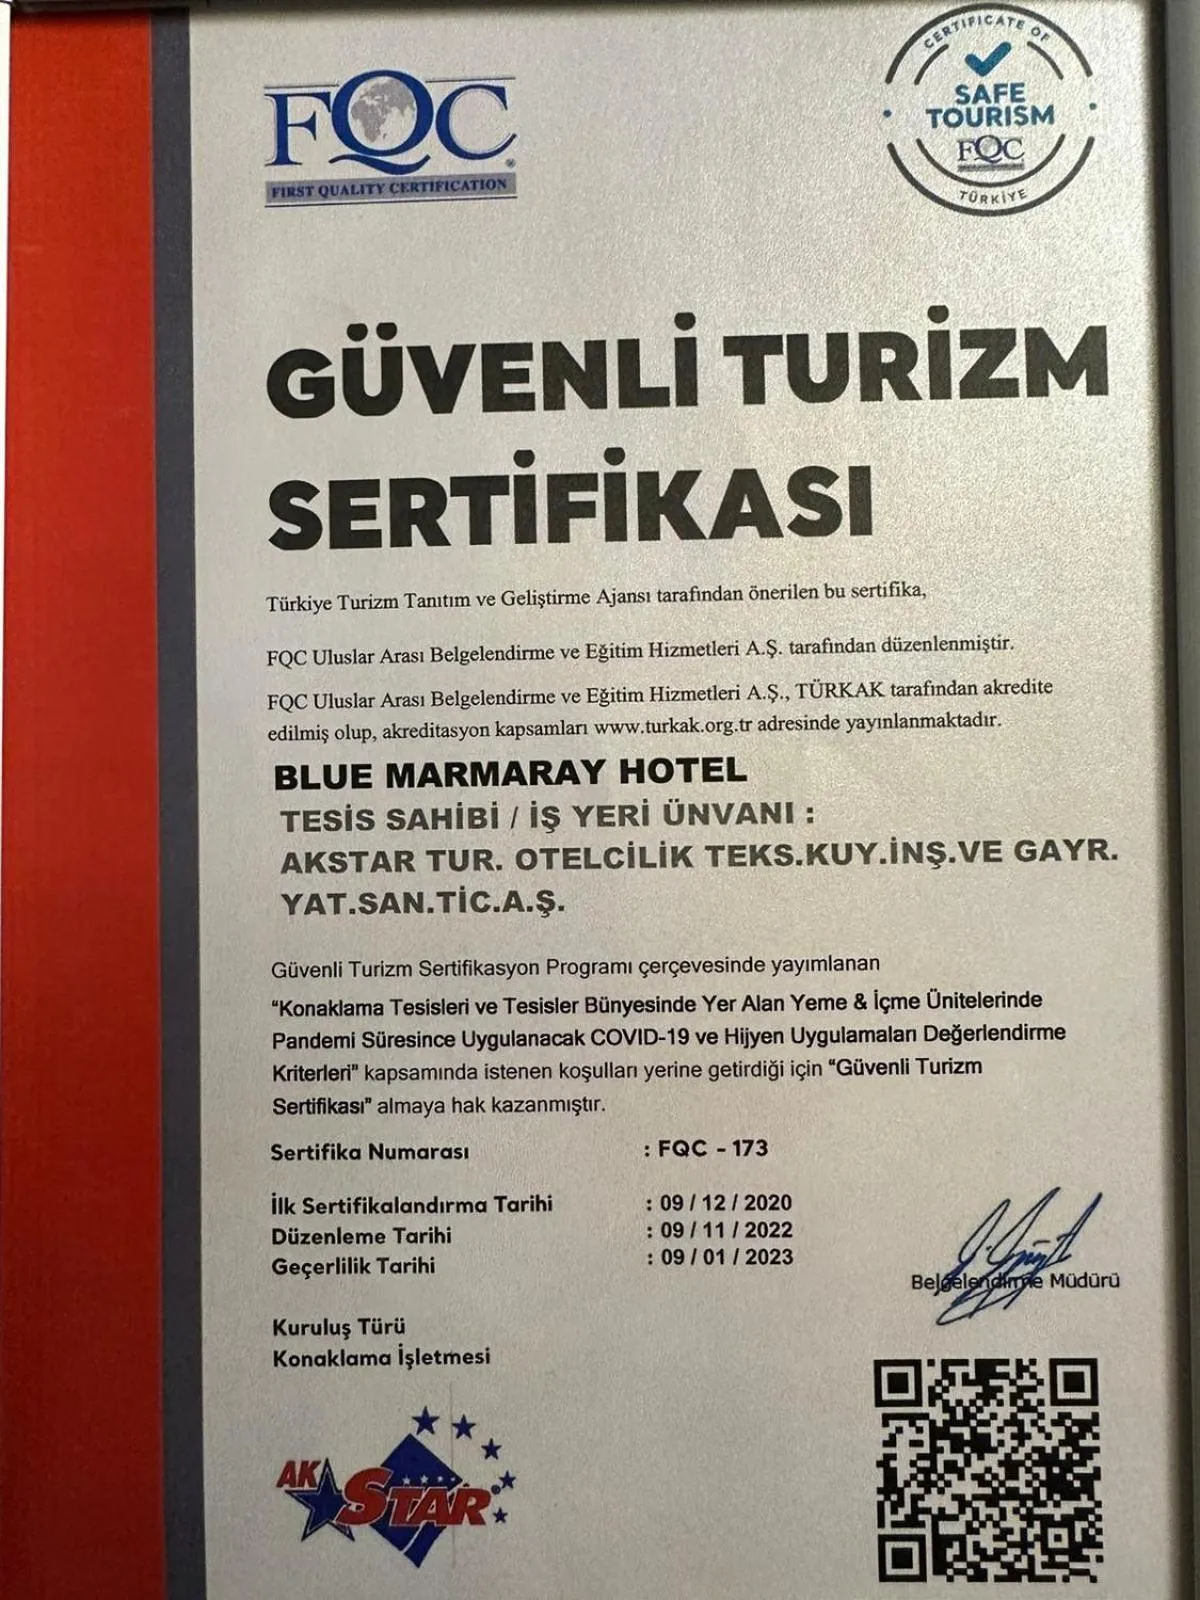 FQC
FIRST QUALITY CERTIFICATION
CERTIFICATE OF
SAFE
TOURISM
FQC
TÜRKİYE
GÜVENLİ TURİZM
SERTİFİKASI
Türkiye Turizm Tanıtım ve Geliştirme Ajansı tarafından önerilen bu sertifika,
FQC Uluslar Arası Belgelendirme ve Eğitim Hizmetleri A.Ş. tarafından düzenlenmiştir.
FQC Uluslar Arası Belgelendirme ve Eğitim Hizmetleri A.Ş., TÜRKAK tarafından akredite
edilmiş olup, akreditasyon kapsamları www.turkak.org.tr adresinde yayınlanmaktadır.
BLUE MARMARAY HOTEL
TESİS SAHİBİ / İŞ YERİ ÜNVANI :
AKSTAR TUR. OTELCİLİK TEKS.KUY.İNŞ.VE GAYR.
YAT.SAN.TİC.A.Ş.
Güvenli Turizm Sertifikasyon Programı çerçevesinde yayımlanan
“Konaklama Tesisleri ve Tesisler Bünyesinde Yer Alan Yeme & İçme Ünitelerinde
Pandemi Süresince Uygulanacak COVID-19 ve Hijyen Uygulamaları Değerlendirme
Kriterleri” kapsamında istenen koşulları yerine getirdiği için “Güvenli Turizm
Sertifikası” almaya hak kazanmıştır.
Sertifika Numarası : FQC - 173
İlk Sertifikalandırma Tarihi : 09 / 12 / 2020
Düzenleme Tarihi : 09 / 11 / 2022
Geçerlilik Tarihi : 09 / 01 / 2023
Belgelendirme Müdürü
Kuruluş Türü
Konaklama İşletmesi
AK STAR